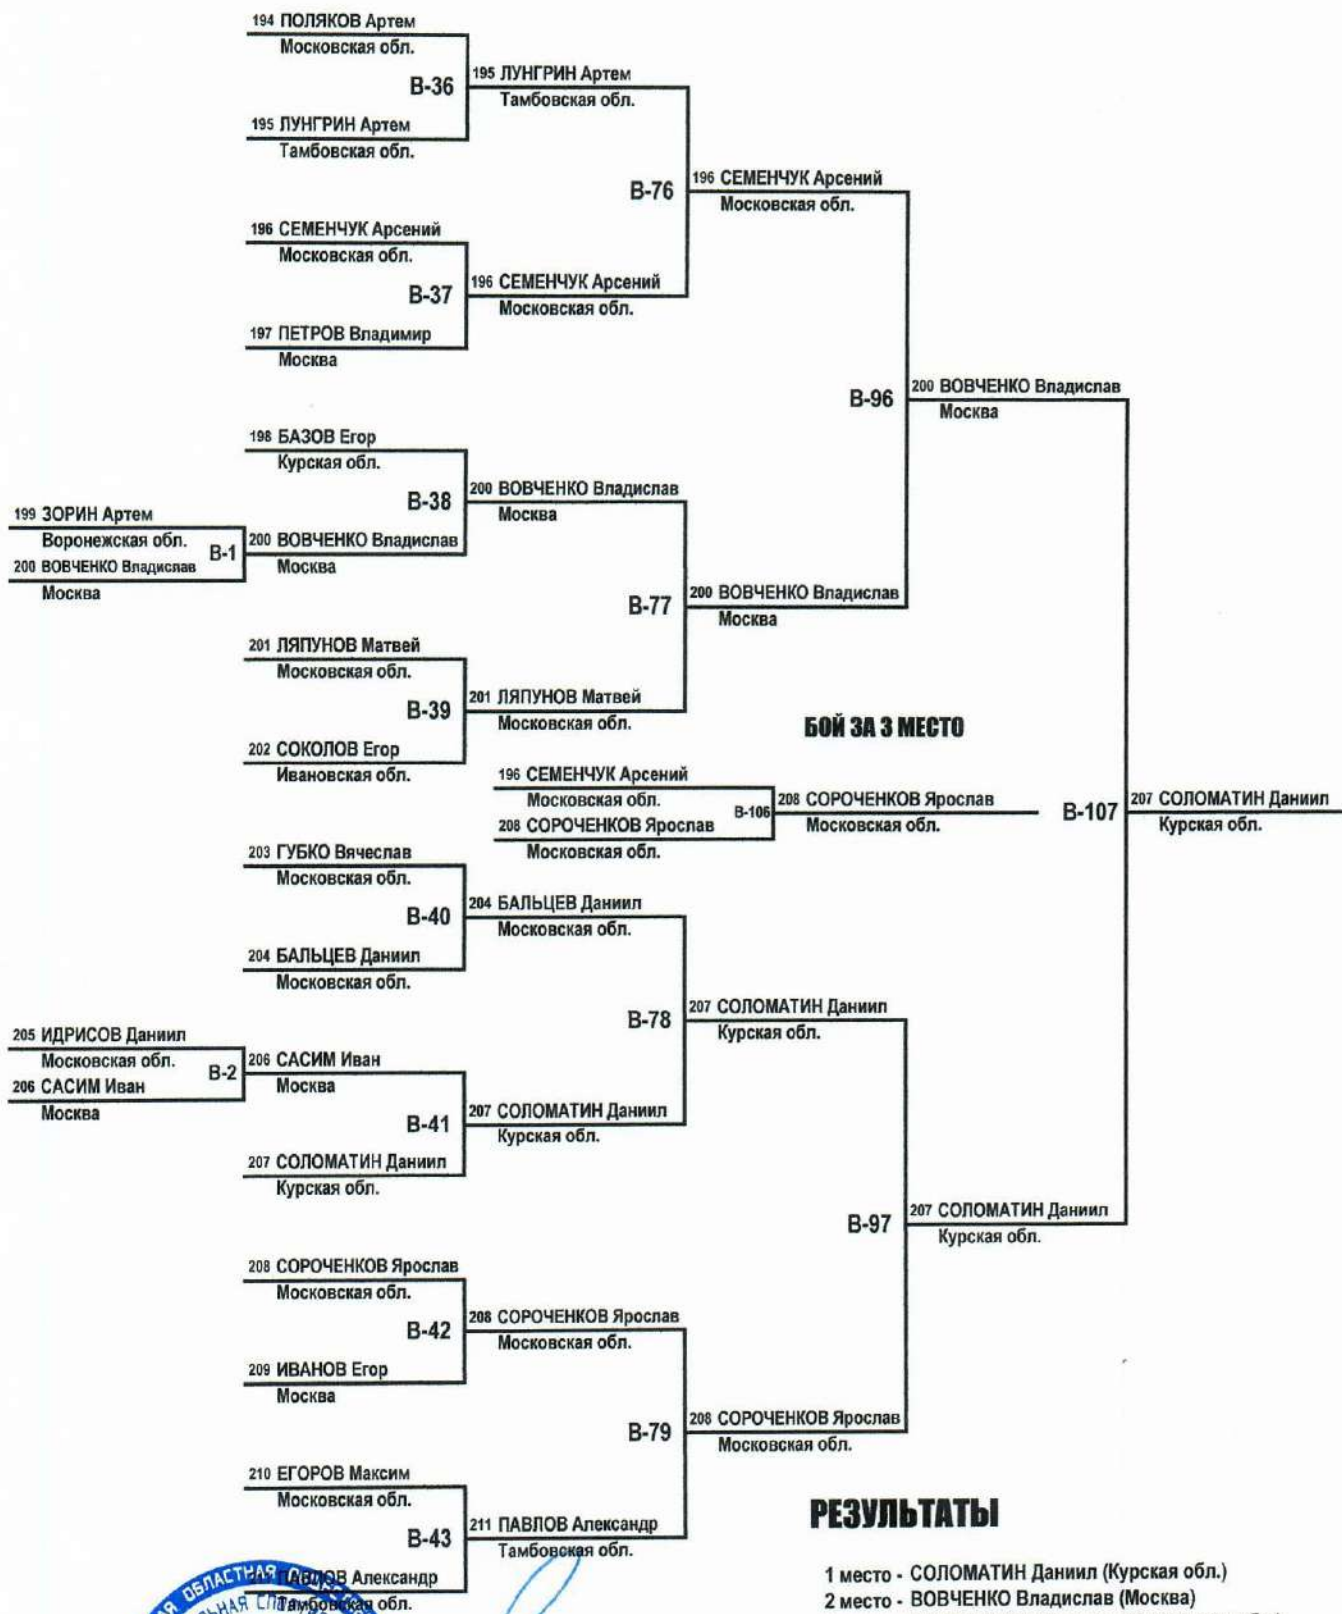 194 ПОЛЯКОВ Артем
Московская обл.
B-36
195 ЛУНГРИН Артем
Тамбовская обл.
195 ЛУНГРИН Артем
Тамбовская обл.
B-76
196 СЕМЕНЧУК Арсений
Московская обл.
196 СЕМЕНЧУК Арсений
Московская обл.
B-37
196 СЕМЕНЧУК Арсений
Московская обл.
197 ПЕТРОВ Владимир
Москва
B-96
200 ВОВЧЕНКО Владислав
Москва
198 БАЗОВ Егор
Курская обл.
B-38
200 ВОВЧЕНКО Владислав
Москва
199 ЗОРИН Артем
Воронежская обл.
B-1
200 ВОВЧЕНКО Владислав
Москва
200 ВОВЧЕНКО Владислав
Москва
B-77
200 ВОВЧЕНКО Владислав
Москва
201 ЛЯПУНОВ Матвей
Московская обл.
B-39
201 ЛЯПУНОВ Матвей
Московская обл.
202 СОКОЛОВ Егор
Ивановская обл.
БОЙ ЗА 3 МЕСТО
196 СЕМЕНЧУК Арсений
Московская обл.
B-106
208 СОРОЧЕНКОВ Ярослав
Московская обл.
208 СОРОЧЕНКОВ Ярослав
Московская обл.
B-107
207 СОЛОМАТИН Даниил
Курская обл.
203 ГУБКО Вячеслав
Московская обл.
B-40
204 БАЛЬЦЕВ Даниил
Московская обл.
204 БАЛЬЦЕВ Даниил
Московская обл.
B-78
207 СОЛОМАТИН Даниил
Курская обл.
205 ИДРИСОВ Даниил
Московская обл.
B-2
206 САСИМ Иван
Москва
206 САСИМ Иван
Москва
B-41
207 СОЛОМАТИН Даниил
Курская обл.
207 СОЛОМАТИН Даниил
Курская обл.
B-97
207 СОЛОМАТИН Даниил
Курская обл.
208 СОРОЧЕНКОВ Ярослав
Московская обл.
B-42
208 СОРОЧЕНКОВ Ярослав
Московская обл.
209 ИВАНОВ Егор
Москва
B-79
208 СОРОЧЕНКОВ Ярослав
Московская обл.
210 ЕГОРОВ Максим
Московская обл.
B-43
211 ПАВЛОВ Александр
Тамбовская обл.
211 ПАВЛОВ Александр
Тамбовская обл.
ОБЛАСТНАЯ
РЕЗУЛЬТАТЫ
1 место - СОЛОМАТИН Даниил (Курская обл.)
2 место - ВОВЧЕНКО Владислав (Москва)